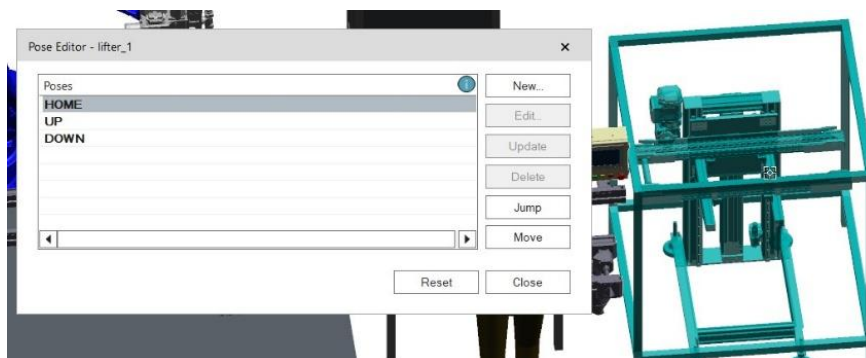 Pose Editor - lifter_1
Poses
HOME
UP
DOWN
New...
Edit...
Update
Delete
Jump
Move
Reset
Close